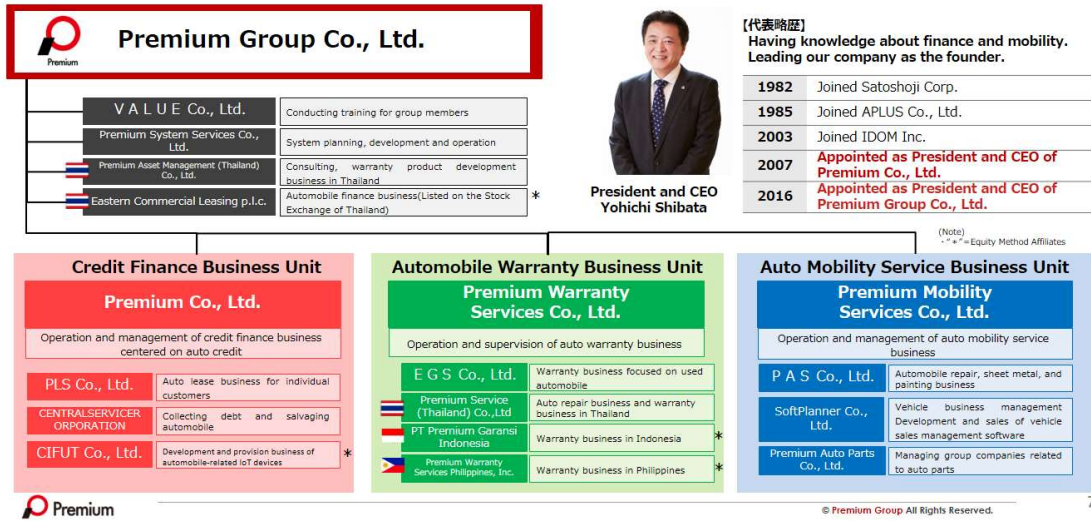 Premium
Premium Group Co., Ltd.
V A L U E Co., Ltd.
Conducting training for group members
Premium System Services Co.,
Ltd.
System planning, development and operation
Premium Asset Management (Thailand)
Co., Ltd.
Consulting, warranty product development
business in Thailand
Eastern Commercial Leasing p.l.c.
Automobile finance business(Listed on the Stock
Exchange of Thailand)
*
President and CEO
Yohichi Shibata
【代表略歴】
Having knowledge about finance and mobility.
Leading our company as the founder.
1982 Joined Satoshoji Corp.
1985 Joined APLUS Co., Ltd.
2003 Joined IDOM Inc.
2007 Appointed as President and CEO of
Premium Co., Ltd.
2016 Appointed as President and CEO of
Premium Group Co., Ltd.
(Note)
・“*”=Equity Method Affiliates
Credit Finance Business Unit
Premium Co., Ltd.
Operation and management of credit finance business
centered on auto credit
PLS Co., Ltd.
Auto lease business for individual
customers
CENTRALSERVICER
ORPORATION
Collecting debt and salvaging
automobile
CIFUT Co., Ltd.
Development and provision business of
automobile-related IoT devices
*
Automobile Warranty Business Unit
Premium Warranty
Services Co., Ltd.
Operation and supervision of auto warranty business
E G S Co., Ltd.
Warranty business focused on used
automobile
Premium Service
(Thailand) Co.,Ltd
Auto repair business and warranty
business in Thailand
PT Premium Garansi
Indonesia
Warranty business in Indonesia
*
Premium Warranty
Services Philippines, Inc.
Warranty business in Philippines
*
Auto Mobility Service Business Unit
Premium Mobility
Services Co., Ltd.
Operation and management of auto mobility service
business
P A S Co., Ltd.
Automobile repair, sheet metal, and
painting business
SoftPlanner Co.,
Ltd.
Vehicle business management
Development and sales of vehicle
sales management software
Premium Auto Parts
Co., Ltd.
Managing group companies related
to auto parts
Premium
© Premium Group All Rights Reserved.
7